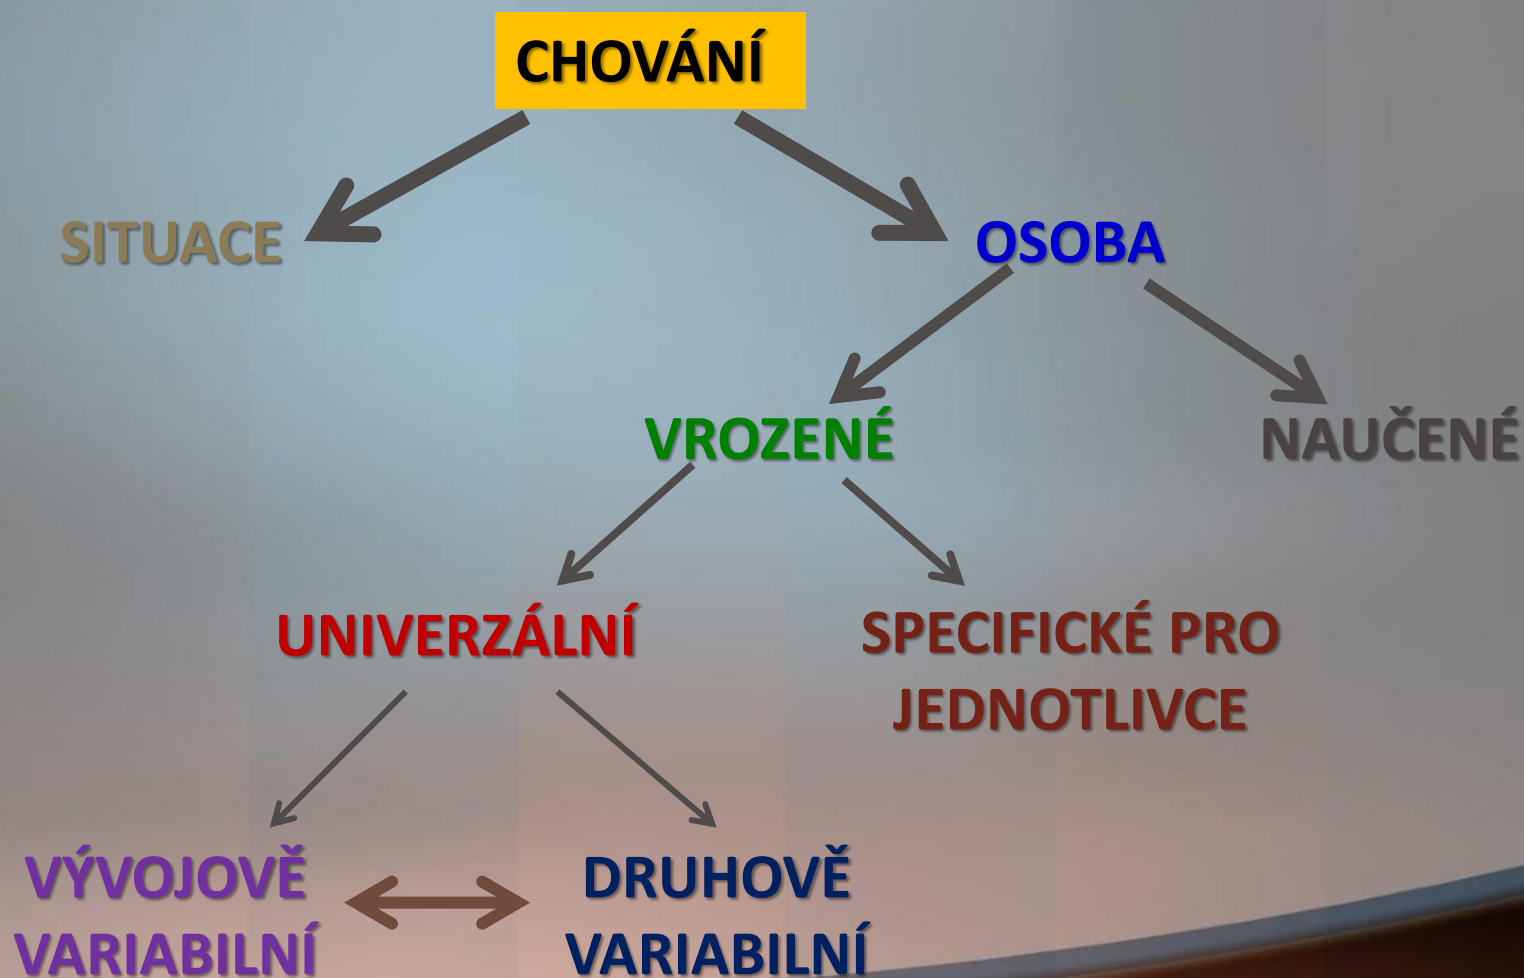 CHOVÁNÍ
SITUACE
OSOBA
VROZENÉ
NAUČENÉ
UNIVERZÁLNÍ
SPECIFICKÉ PRO
JEDNOTLIVCE
VÝVOJOVĚ
VARIABILNÍ
DRUHOVĚ
VARIABILNÍ